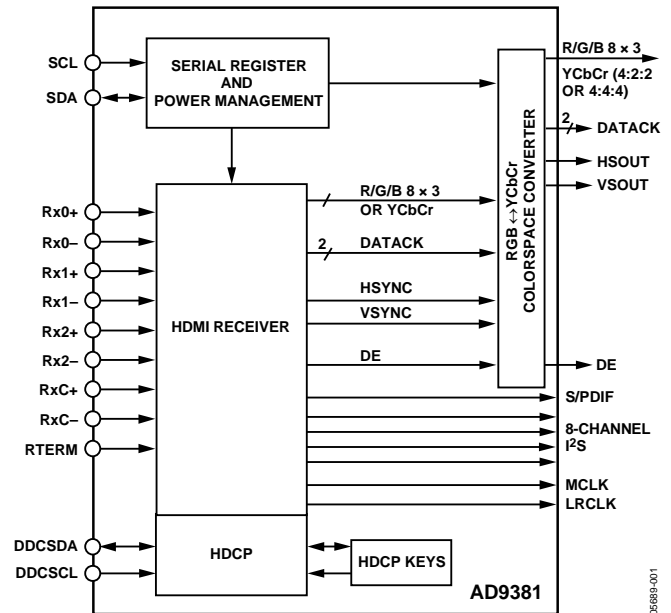 SCL
SDA
SERIAL REGISTER
AND
POWER MANAGEMENT
R/G/B 8 × 3
YCbCr (4:2:2
OR 4:4:4)
2
DATACK
HSOUT
VSOUT
RGB ↔ YCbCr
COLORSPACE CONVERTER
Rx0+
Rx0–
Rx1+
Rx1–
Rx2+
Rx2–
RxC+
RxC–
RTERM
HDMI RECEIVER
R/G/B 8 × 3
OR YCbCr
2
DATACK
HSYNC
VSYNC
DE
DE
S/PDIF
8-CHANNEL
I²S
MCLK
LRCLK
DDCSDA
DDCSCL
HDCP
HDCP KEYS
AD9381
05689-001